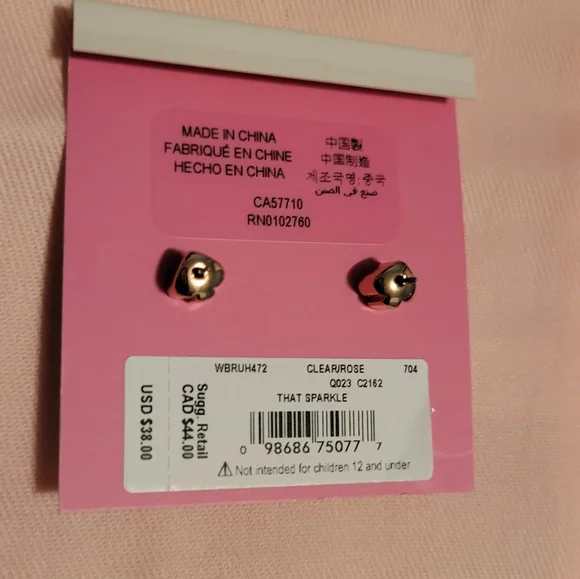 MADE IN CHINA
FABRIQUÉ EN CHINE
HECHO EN CHINA
中国製
中国制造
제조국명:중국
صنع في الصين
CA57710
RN0102760
WBRUH472 CLEAR/ROSE 704
Q023 C2162
THAT SPARKLE
0 98686 75077 7
⚠ Not intended for children 12 and under
Sugg. Retail
CAD $44.00
USD $38.00